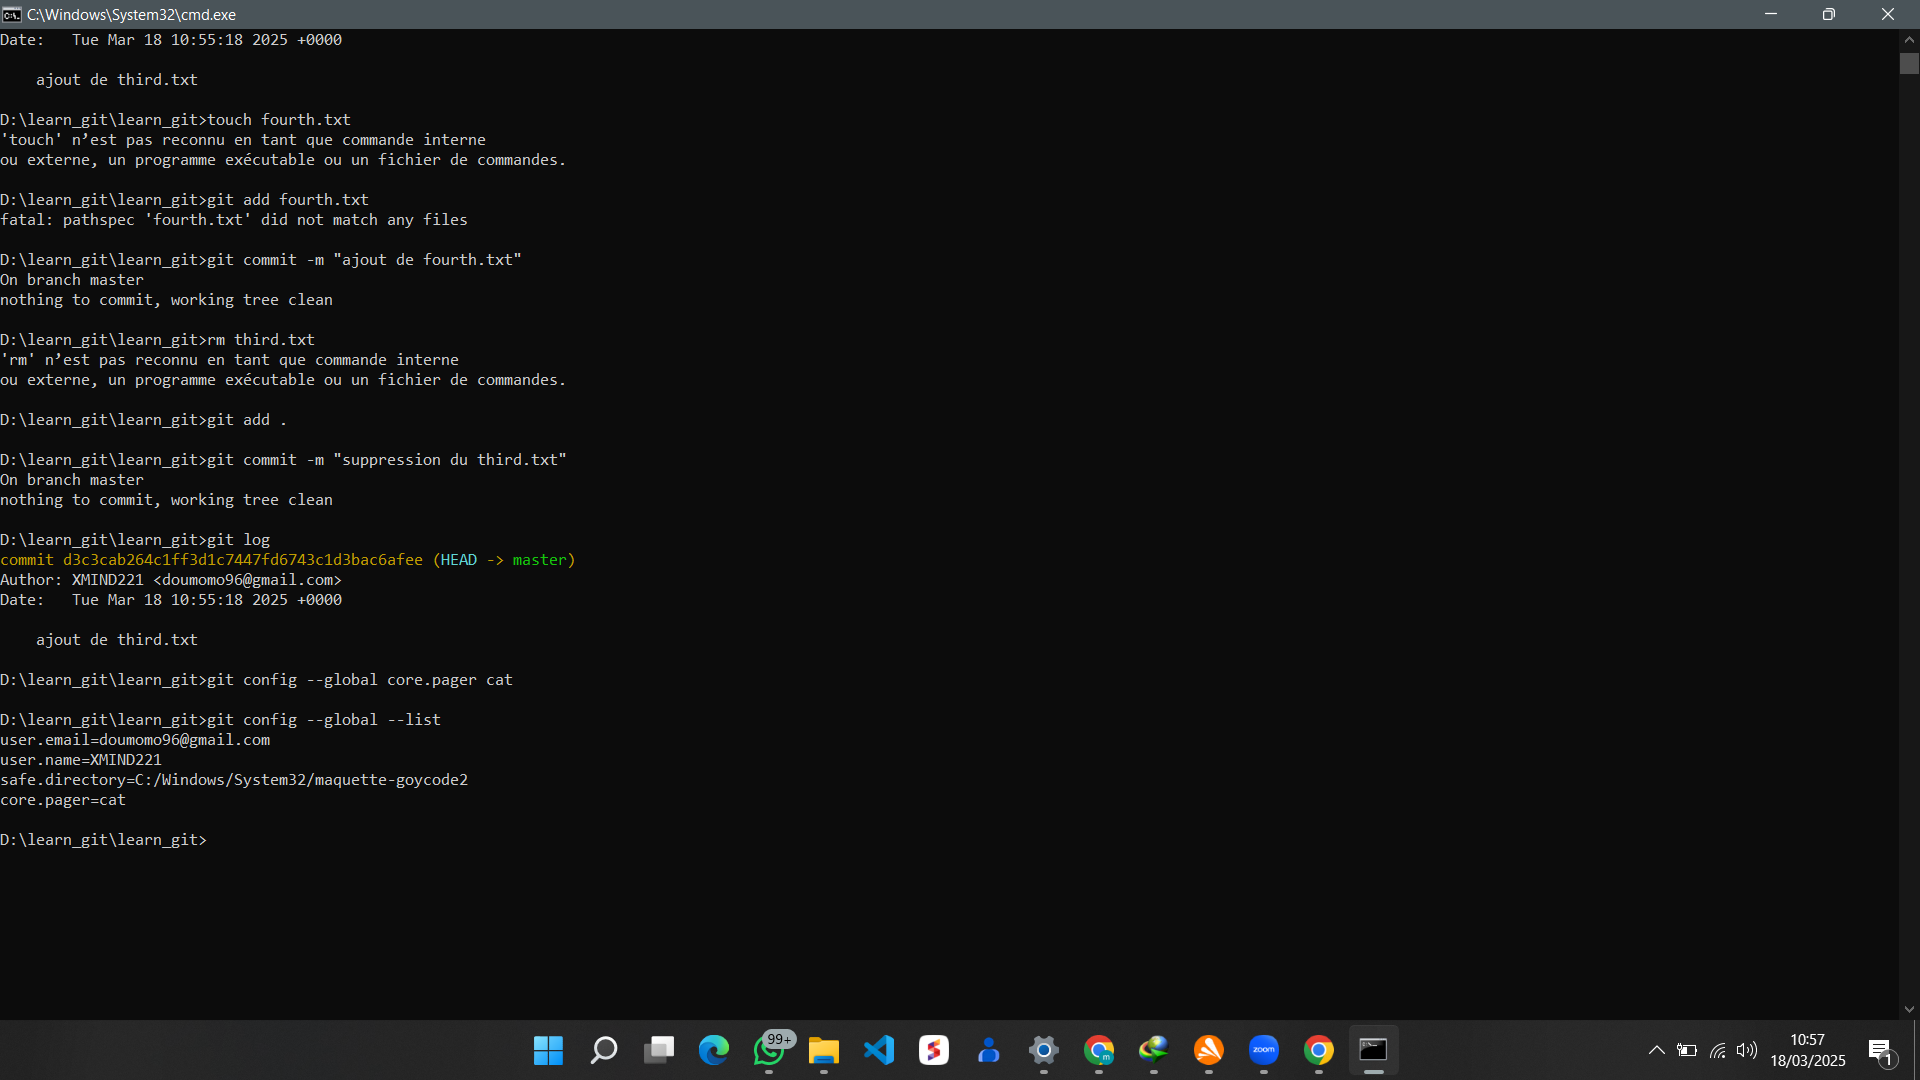 C:\Windows\System32\cmd.exe
Date:   Tue Mar 18 10:55:18 2025 +0000
    ajout de third.txt
D:\learn_git\learn_git>touch fourth.txt
'touch' n’est pas reconnu en tant que commande interne
ou externe, un programme exécutable ou un fichier de commandes.
D:\learn_git\learn_git>git add fourth.txt
fatal: pathspec 'fourth.txt' did not match any files
D:\learn_git\learn_git>git commit -m "ajout de fourth.txt"
On branch master
nothing to commit, working tree clean
D:\learn_git\learn_git>rm third.txt
'rm' n’est pas reconnu en tant que commande interne
ou externe, un programme exécutable ou un fichier de commandes.
D:\learn_git\learn_git>git add .
D:\learn_git\learn_git>git commit -m "suppression du third.txt"
On branch master
nothing to commit, working tree clean
D:\learn_git\learn_git>git log
commit d3c3cab264c1ff3d1c7447fd6743c1d3bac6afee (HEAD -> master)
Author: XMIND221 <doumomo96@gmail.com>
Date:   Tue Mar 18 10:55:18 2025 +0000
    ajout de third.txt
D:\learn_git\learn_git>git config --global core.pager cat
D:\learn_git\learn_git>git config --global --list
user.email=doumomo96@gmail.com
user.name=XMIND221
safe.directory=C:/Windows/System32/maquette-goycode2
core.pager=cat
D:\learn_git\learn_git>
99+
zoom
m
10:57
18/03/2025
1